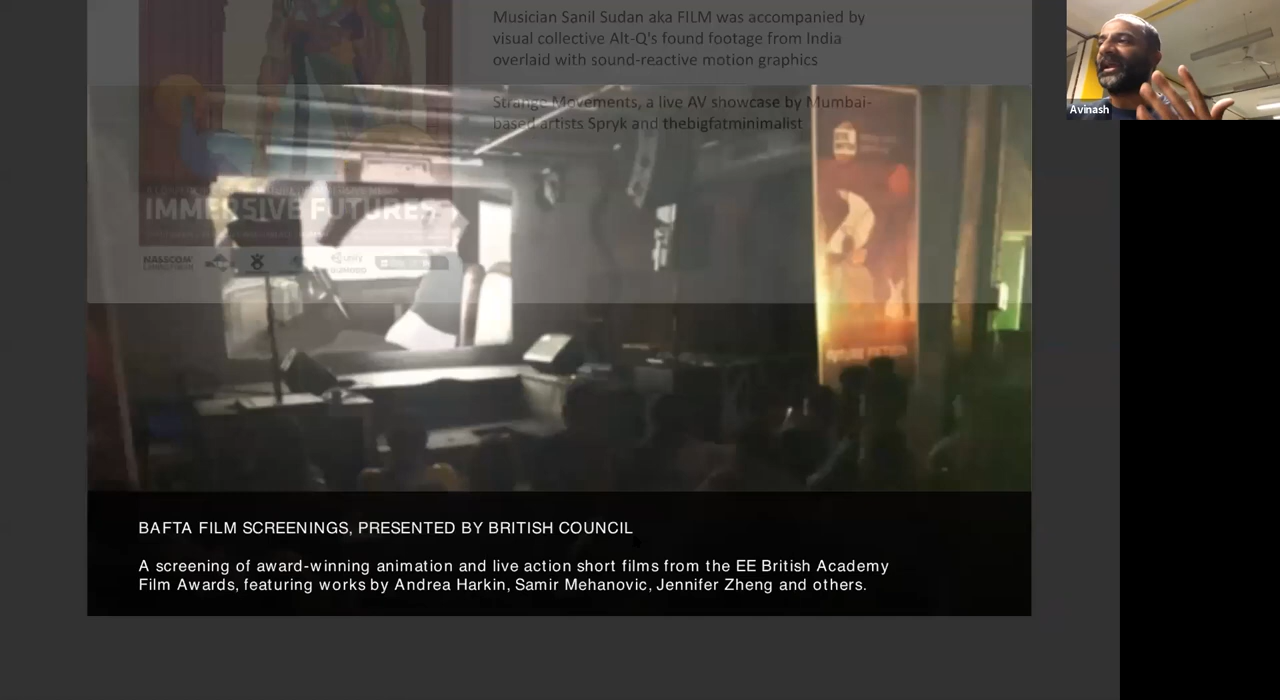 Musician Sanil Sudan aka FILM was accompanied by
visual collective Alt-Q's found footage from India
overlaid with sound-reactive motion graphics
Strange Movements, a live AV showcase by Mumbai-
based artists Spryk and thebigfatminimalist
Avinash
IMMERSIVE FUTURES
NASSCOM
unity
BAFTA FILM SCREENINGS, PRESENTED BY BRITISH COUNCIL
A screening of award-winning animation and live action short films from the EE British Academy
Film Awards, featuring works by Andrea Harkin, Samir Mehanovic, Jennifer Zheng and others.